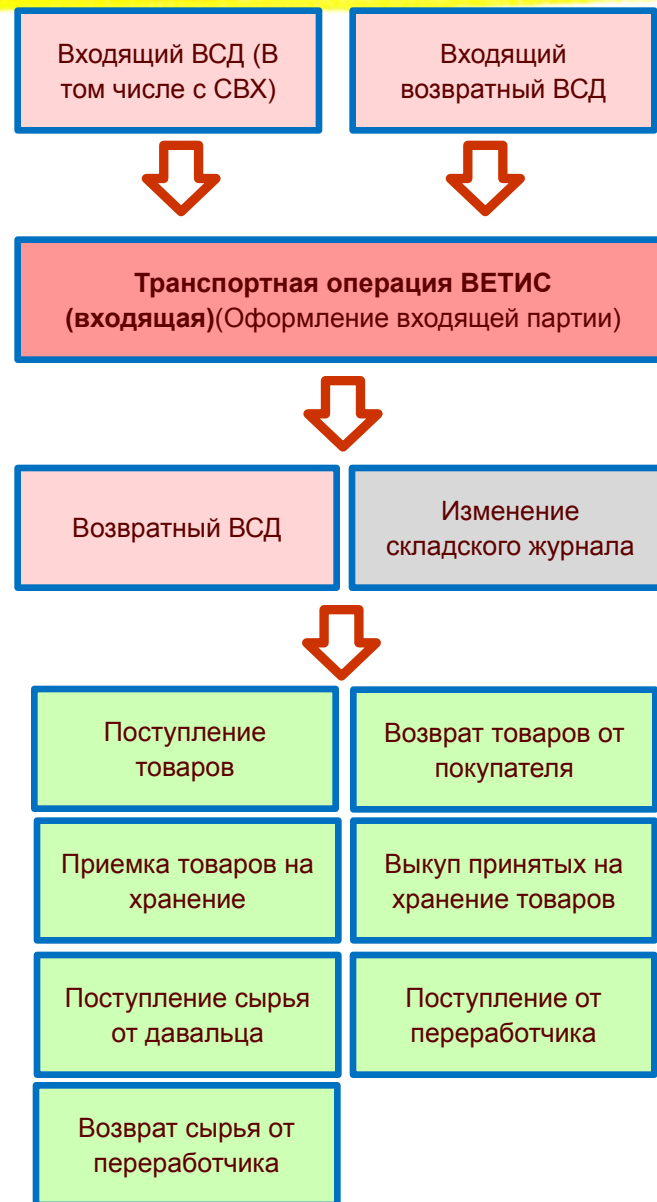 Входящий ВСД (В
том числе с СВХ)
Входящий
возвратный ВСД
Транспортная операция ВЕТИС
(входящая)(Оформление входящей партии)
Возвратный ВСД
Изменение
складского журнала
Поступление
товаров
Возврат товаров от
покупателя
Приемка товаров на
хранение
Выкуп принятых на
хранение товаров
Поступление сырья
от давальца
Поступление от
переработчика
Возврат сырья от
переработчика